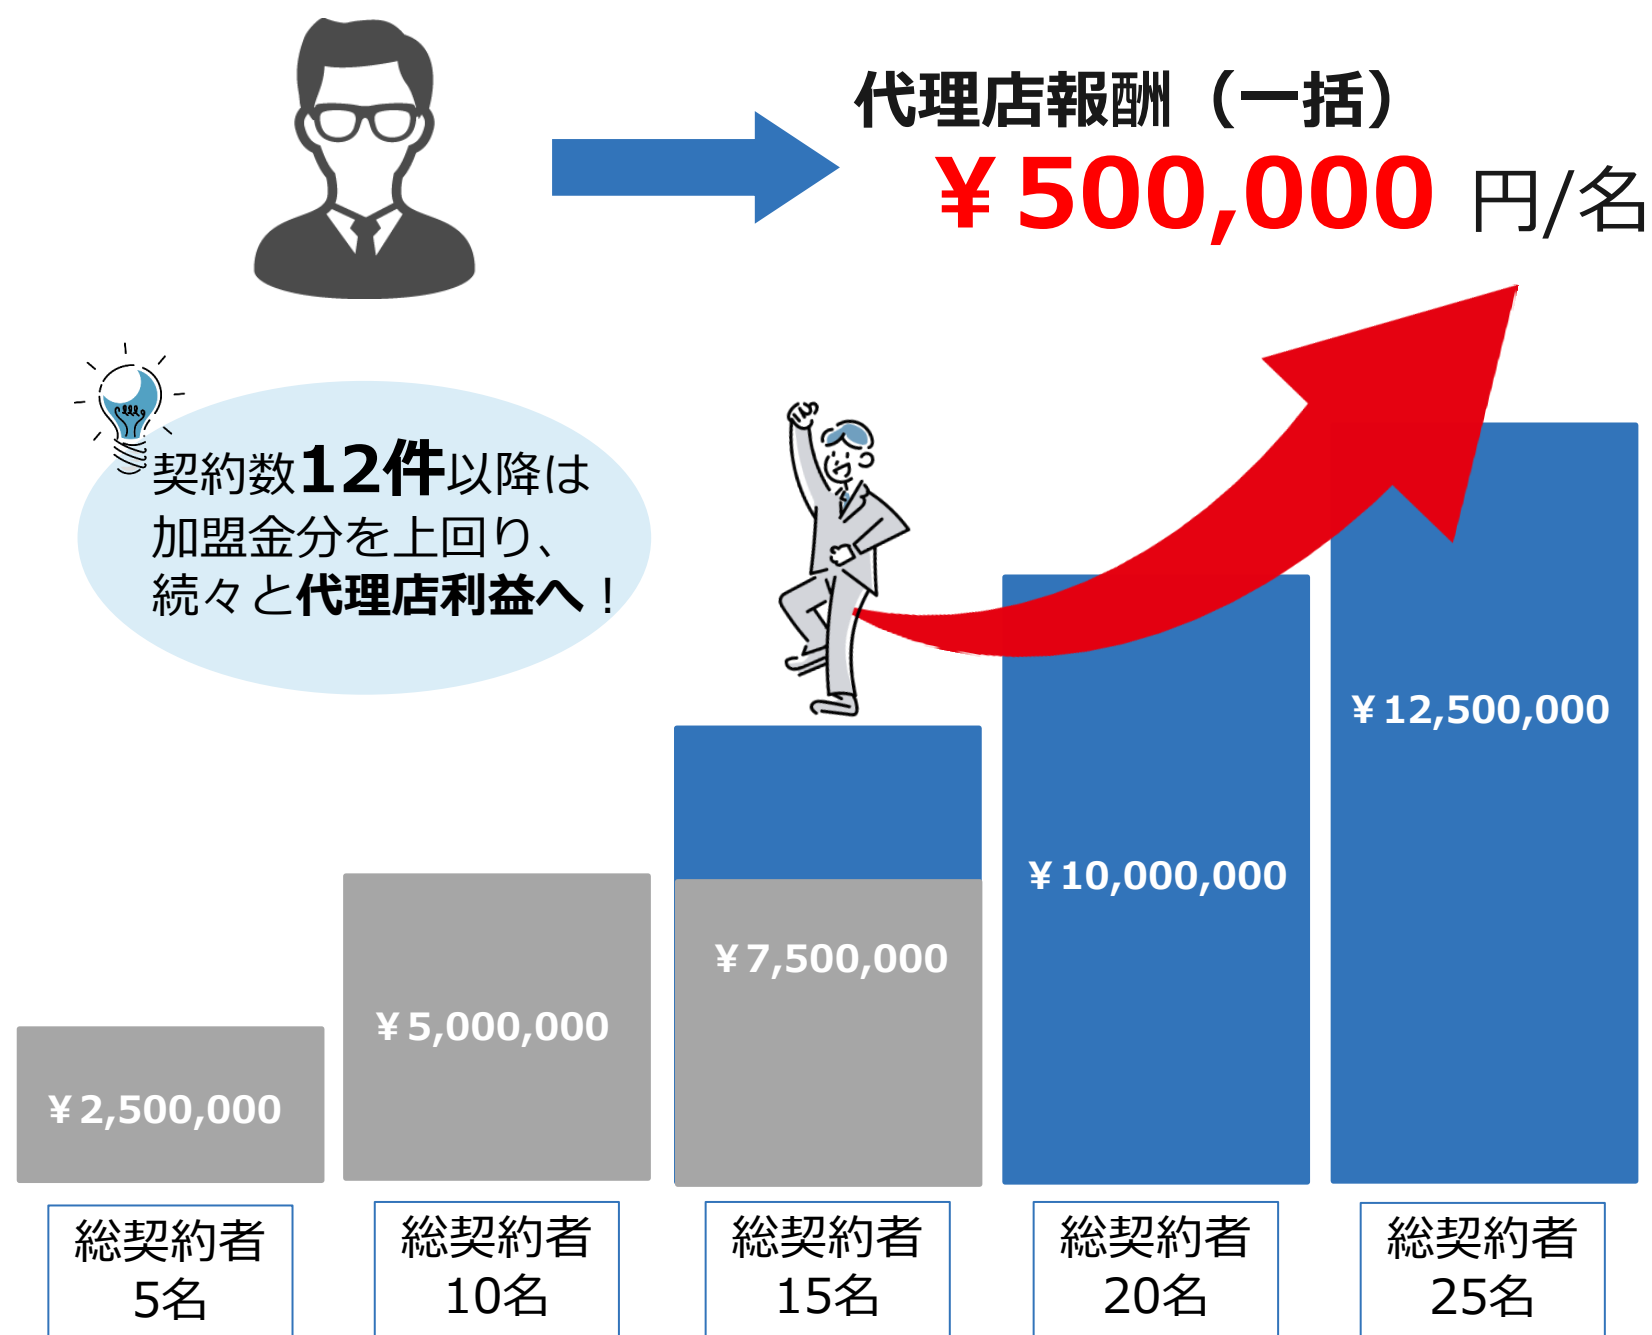 代理店報酬（一括）
¥500,000 円/名
契約数12件以降は
加盟金分を上回り、
続々と代理店利益へ！
¥2,500,000
¥5,000,000
¥7,500,000
¥10,000,000
¥12,500,000
総契約者
5名
総契約者
10名
総契約者
15名
総契約者
20名
総契約者
25名